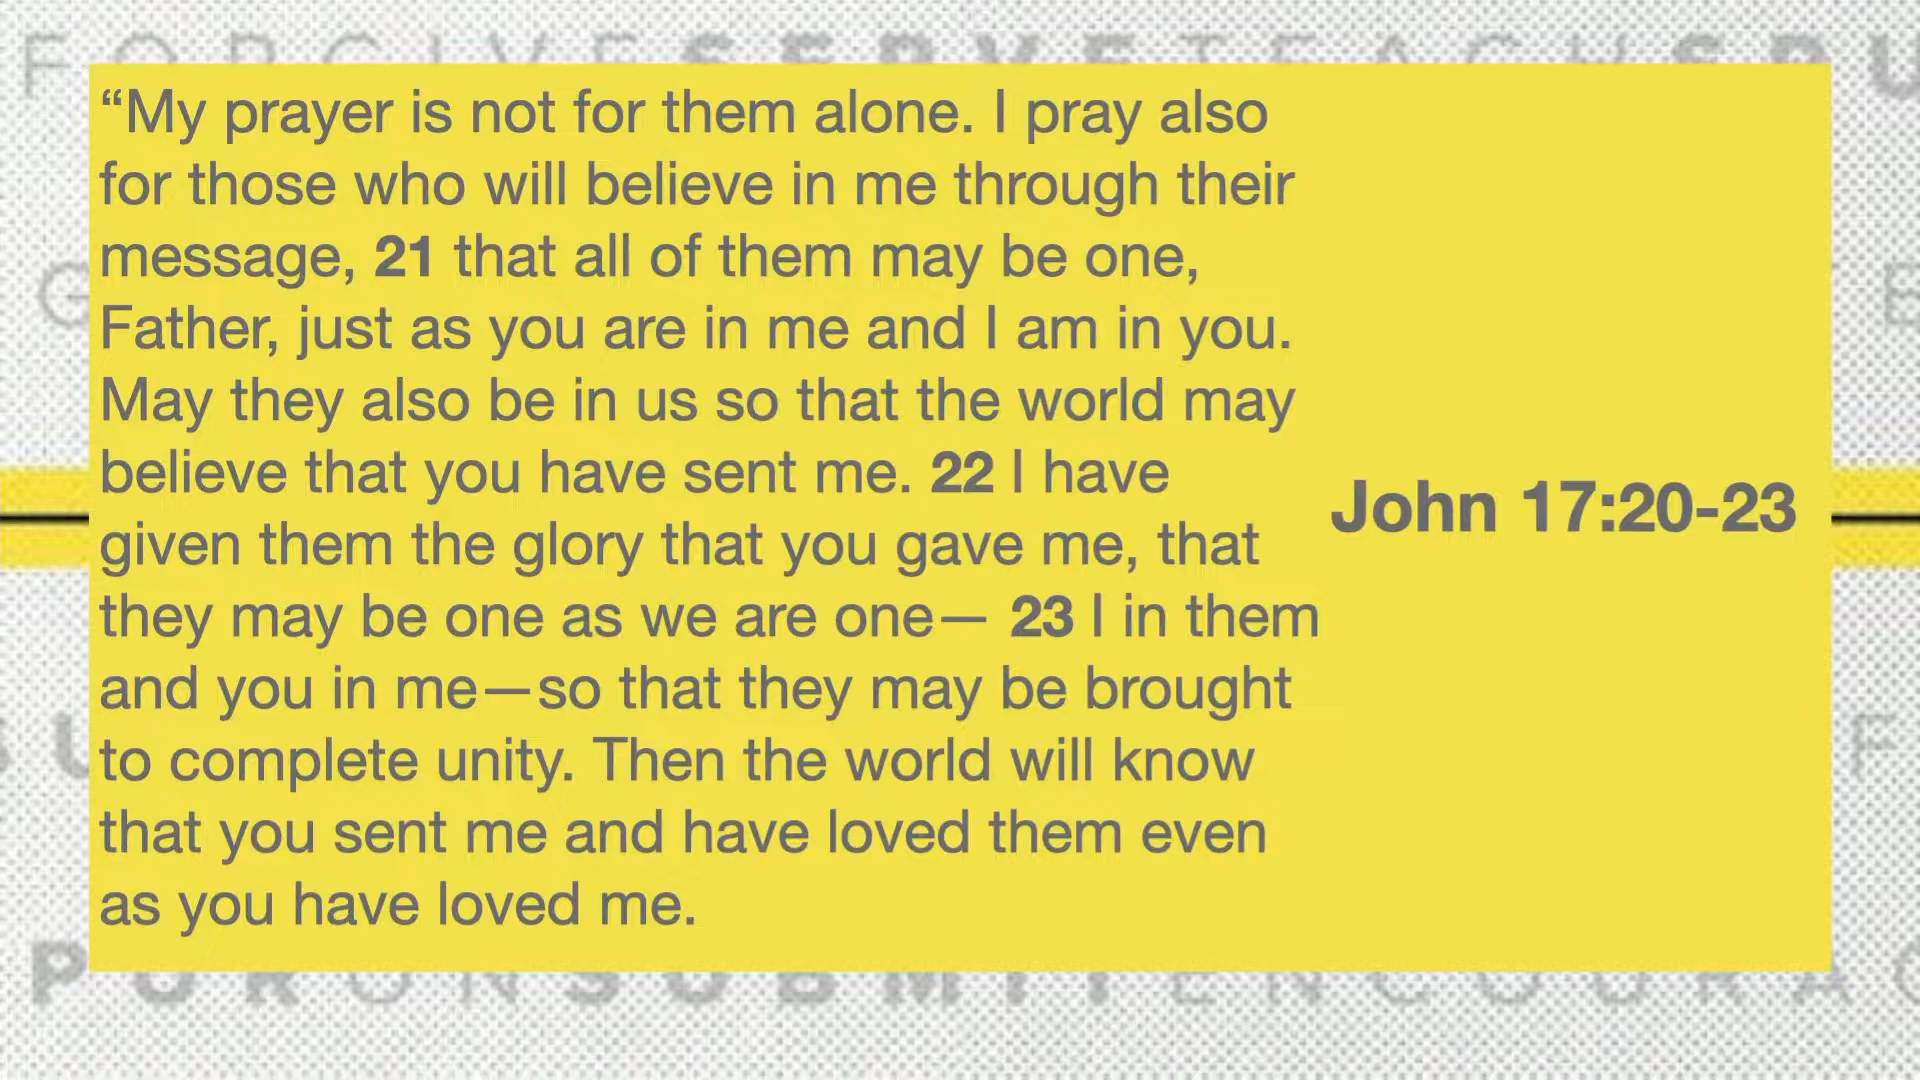 FORGIVESERVETEACHSPU
“My prayer is not for them alone. I pray also
for those who will believe in me through their
message, 21 that all of them may be one,
Father, just as you are in me and I am in you.
May they also be in us so that the world may
believe that you have sent me. 22 I have
given them the glory that you gave me, that
they may be one as we are one— 23 I in them
and you in me—so that they may be brought
to complete unity. Then the world will know
that you sent me and have loved them even
as you have loved me.
John 17:20-23
PURONSUBMITENCOURAG